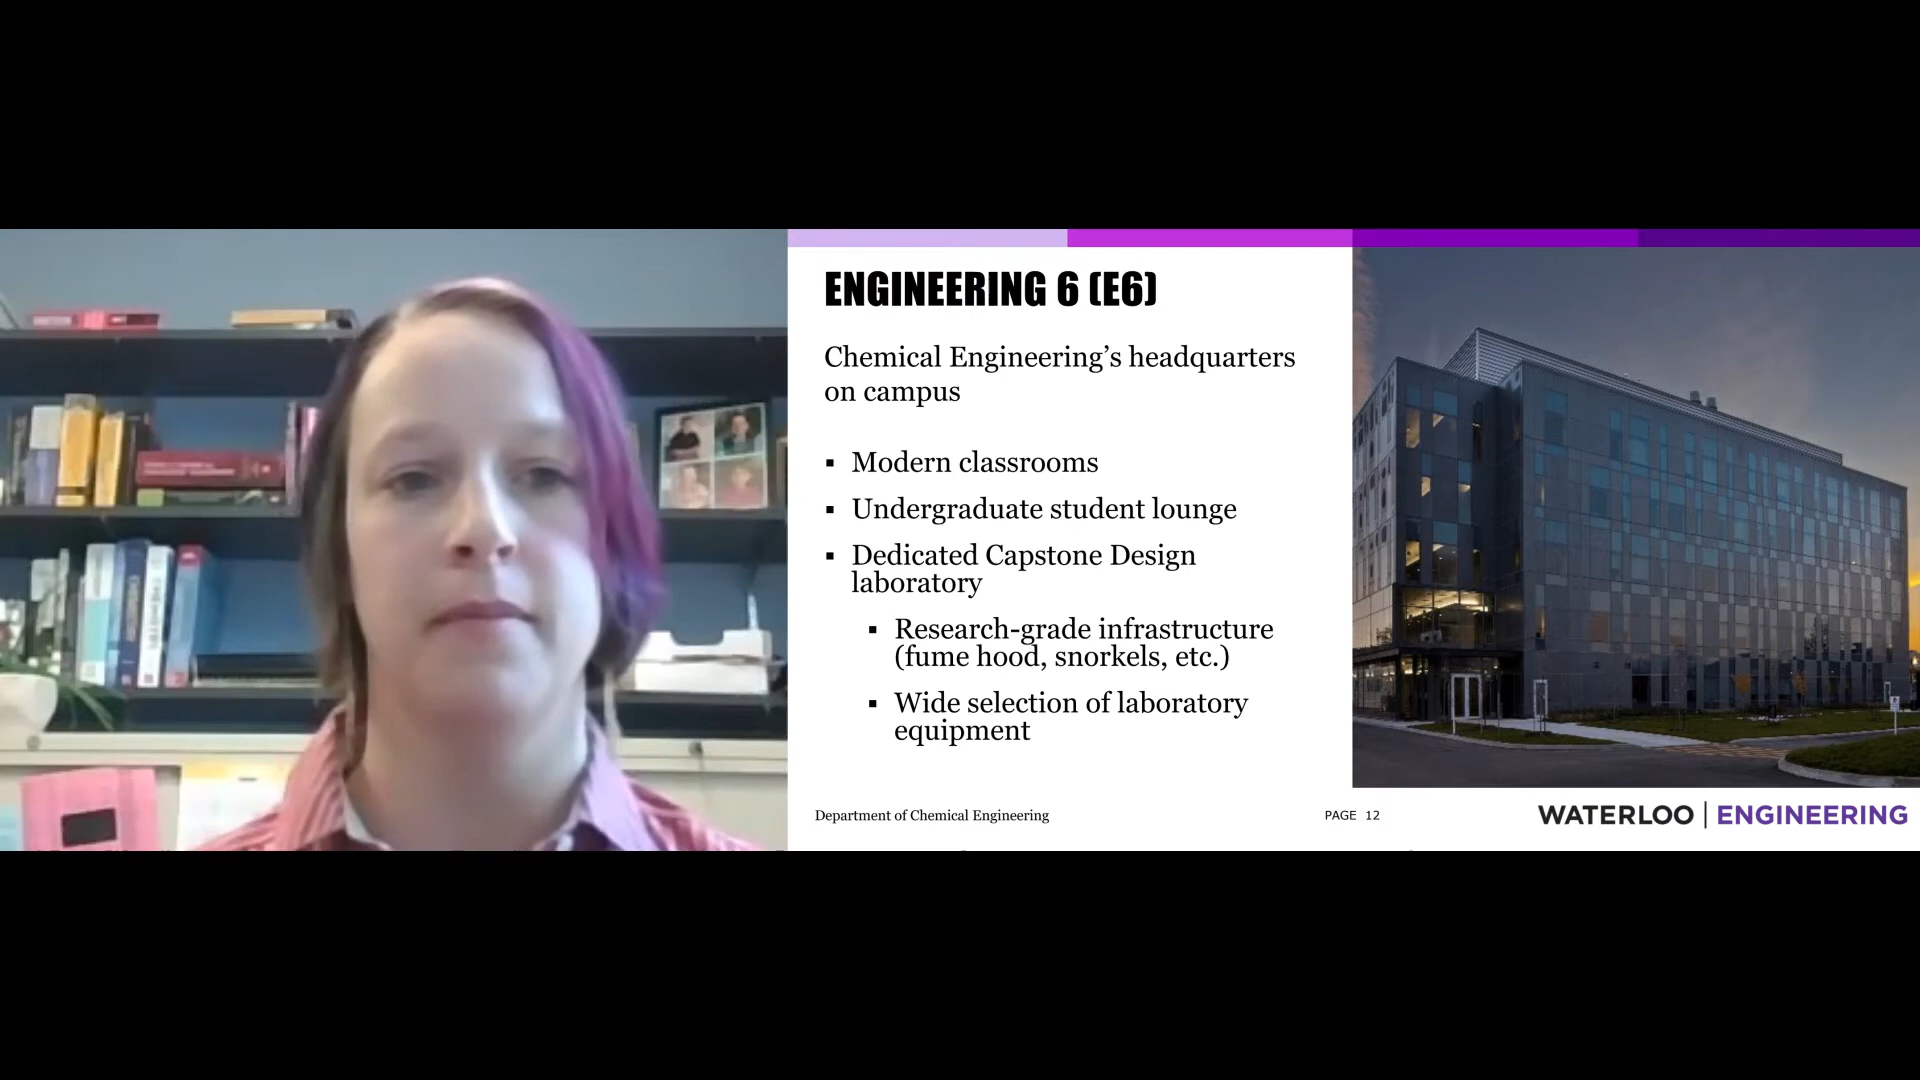 ENGINEERING 6 (E6)
Chemical Engineering's headquarters
on campus
▪ Modern classrooms
▪ Undergraduate student lounge
▪ Dedicated Capstone Design
laboratory
▪ Research-grade infrastructure
(fume hood, snorkels, etc.)
▪ Wide selection of laboratory
equipment
Department of Chemical Engineering
PAGE 12
WATERLOO | ENGINEERING